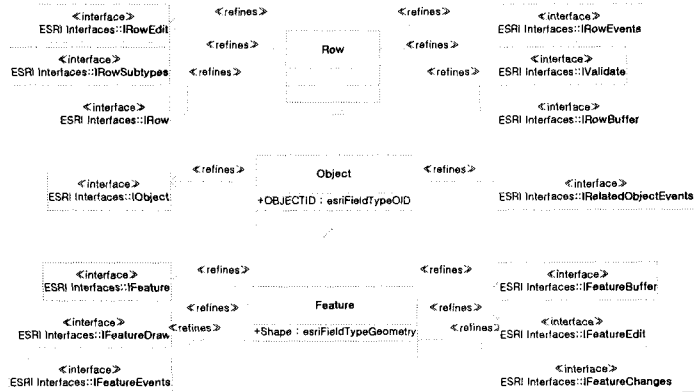 ≪interface≫
ESRI Interfaces::IRowEdit
≪refines≫
≪refines≫
≪interface≫
ESRI Interfaces::IRowEvents
≪interface≫
ESRI Interfaces::IRowSubtypes
≪refines≫
Row
≪refines≫
≪interface≫
ESRI Interfaces::IValidate
≪refines≫
≪refines≫
≪interface≫
ESRI Interfaces::IRow
≪interface≫
ESRI Interfaces::IRowBuffer
≪interface≫
ESRI Interfaces::IObject
≪refines≫
Object
+OBJECTID : esriFieldTypeOID
≪refines≫
≪interface≫
ESRI Interfaces::IRelatedObjectEvents
≪interface≫
ESRI Interfaces::IFeature
≪refines≫
≪refines≫
≪interface≫
ESRI Interfaces::IFeatureBuffer
≪refines≫
Feature
≪refines≫
≪interface≫
ESRI Interfaces::IFeatureDraw
≪refines≫
+Shape : esriFieldTypeGeometry
≪refines≫
≪interface≫
ESRI Interfaces::IFeatureEdit
≪interface≫
ESRI Interfaces::IFeatureEvents
≪interface≫
ESRI Interfaces::IFeatureChanges